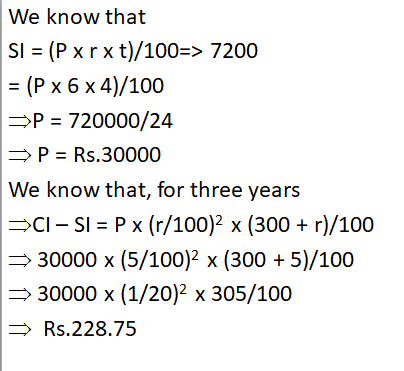 We know that
SI = (P x r x t)/100=> 7200
= (P x 6 x 4)/100
⇒P = 720000/24
⇒ P = Rs.30000
We know that, for three years
⇒CI – SI = P x (r/100)² x (300 + r)/100
⇒ 30000 x (5/100)² x (300 + 5)/100
⇒ 30000 x (1/20)² x 305/100
⇒ Rs.228.75